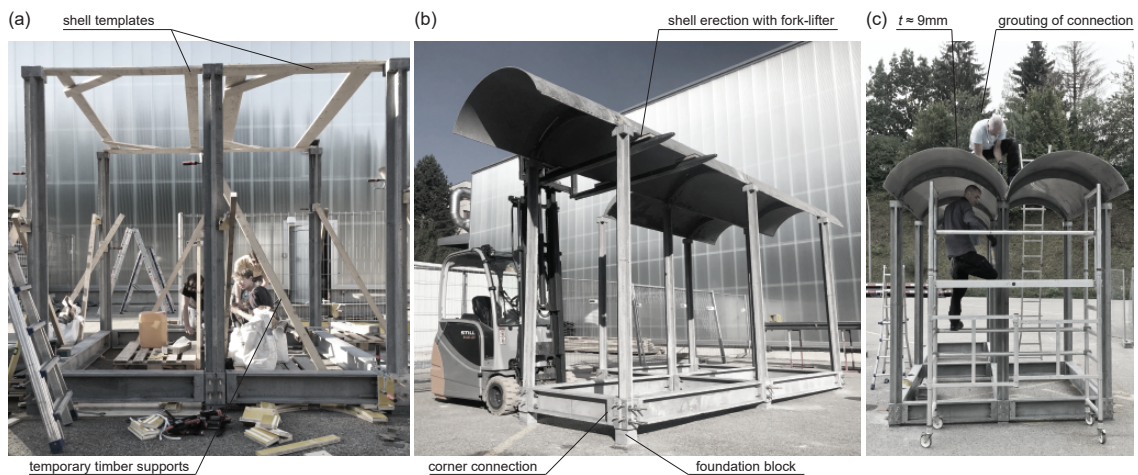 (a)
shell templates
(b)
shell erection with fork-lifter
(c)
t ≈ 9mm
grouting of connection
STILL
temporary timber supports
corner connection
foundation block